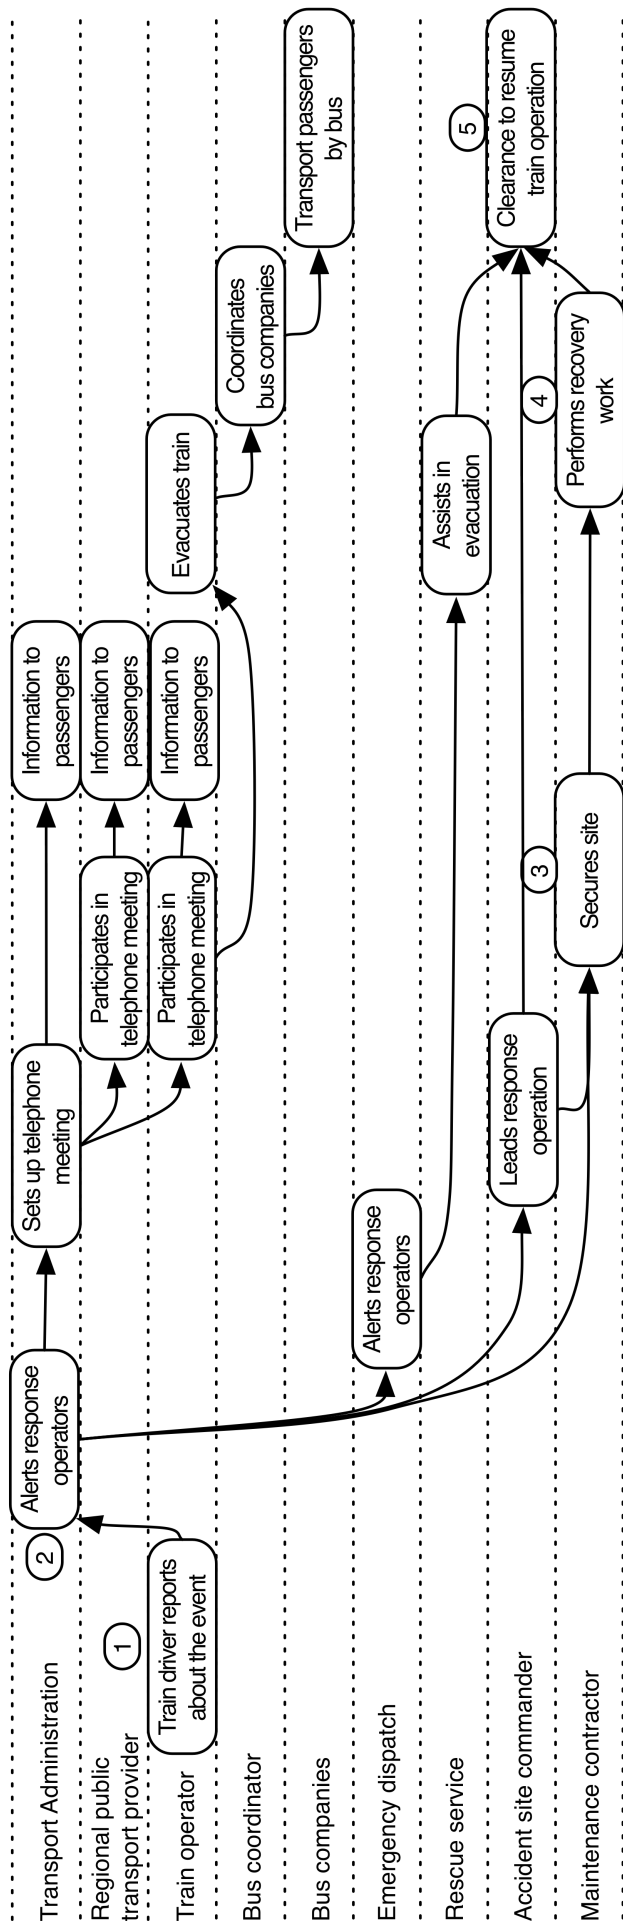 Transport Administration
2
Alerts response
operators
Sets up telephone
meeting
Information to
passengers
Regional public
transport provider
1
Participates in
telephone meeting
Information to
passengers
Train operator
Train driver reports
about the event
Participates in
telephone meeting
Information to
passengers
Evacuates train
Bus coordinator
Coordinates
bus companies
Bus companies
Transport passengers
by bus
Emergency dispatch
Alerts response
operators
Rescue service
Assists in
evacuation
5
Accident site commander
Leads response
operation
Clearance to resume
train operation
3
4
Maintenance contractor
Secures site
Performs recovery
work